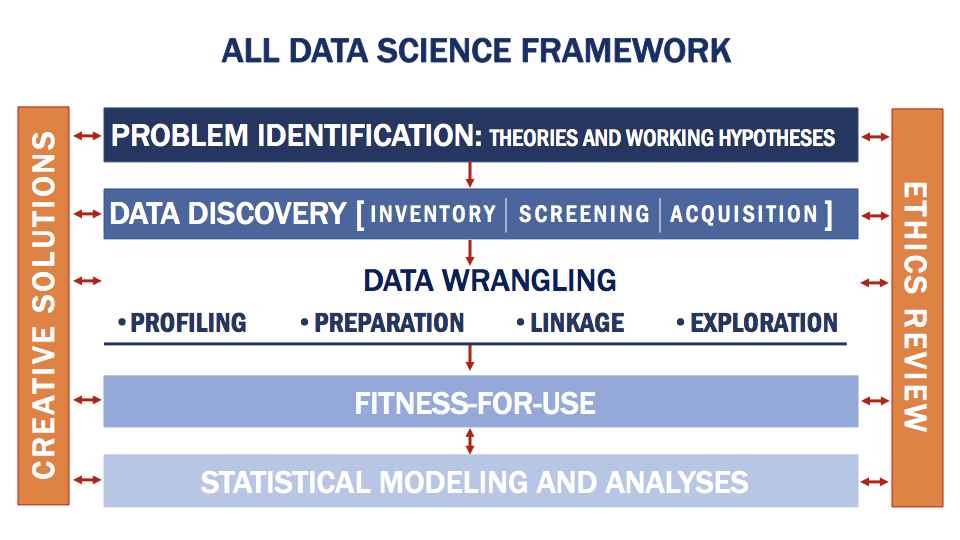 ALL DATA SCIENCE FRAMEWORK
CREATIVE SOLUTIONS
PROBLEM IDENTIFICATION: THEORIES AND WORKING HYPOTHESES
DATA DISCOVERY [ INVENTORY | SCREENING | ACQUISITION ]
DATA WRANGLING
• PROFILING • PREPARATION • LINKAGE • EXPLORATION
FITNESS-FOR-USE
STATISTICAL MODELING AND ANALYSES
ETHICS REVIEW